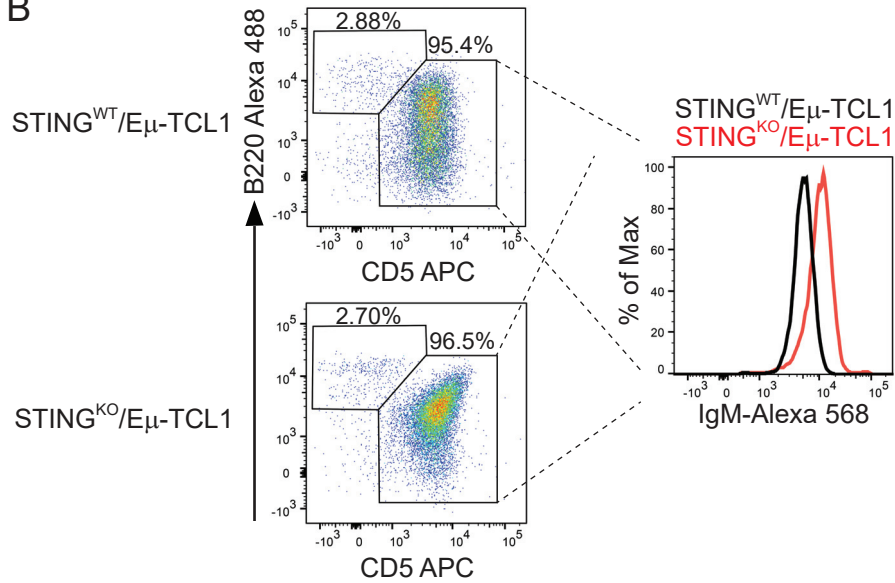 B
STING^WT/Eμ-TCL1
B220 Alexa 488
2.88%
95.4%
10^5
10^4
10^3
0
-10^3
-10^3 0 10^3 10^4 10^5
CD5 APC
STING^KO/Eμ-TCL1
2.70%
96.5%
10^5
10^4
10^3
0
-10^3
-10^3 0 10^3 10^4 10^5
CD5 APC
STING^WT/Eμ-TCL1
STING^KO/Eμ-TCL1
% of Max
100
80
60
40
20
0
-10^3 0 10^3 10^4 10^5
IgM-Alexa 568